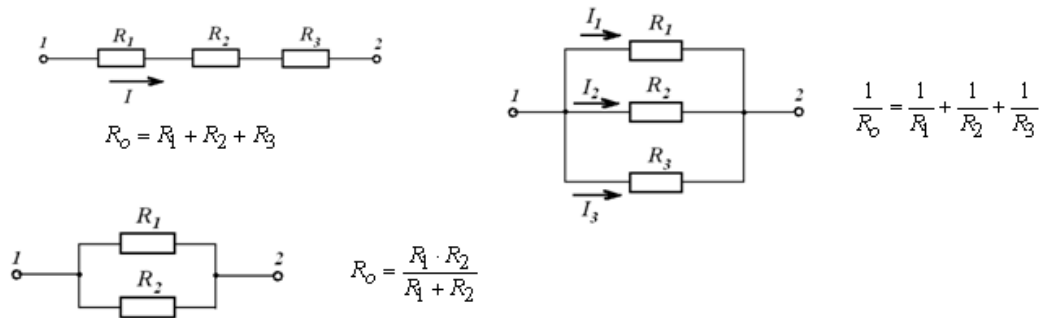 1 R₁ R₂ R₃ 2
I
Rₒ = R₁ + R₂ + R₃
I₁ R₁
1 I₂ R₂ 2
I₃ R₃
1/Rₒ = 1/R₁ + 1/R₂ + 1/R₃
1 R₁ 2
R₂
Rₒ = R₁ · R₂ / R₁ + R₂